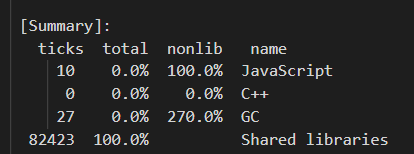 [Summary]:
ticks total nonlib name
10 0.0% 100.0% JavaScript
0 0.0% 0.0% C++
27 0.0% 270.0% GC
82423 100.0% Shared libraries